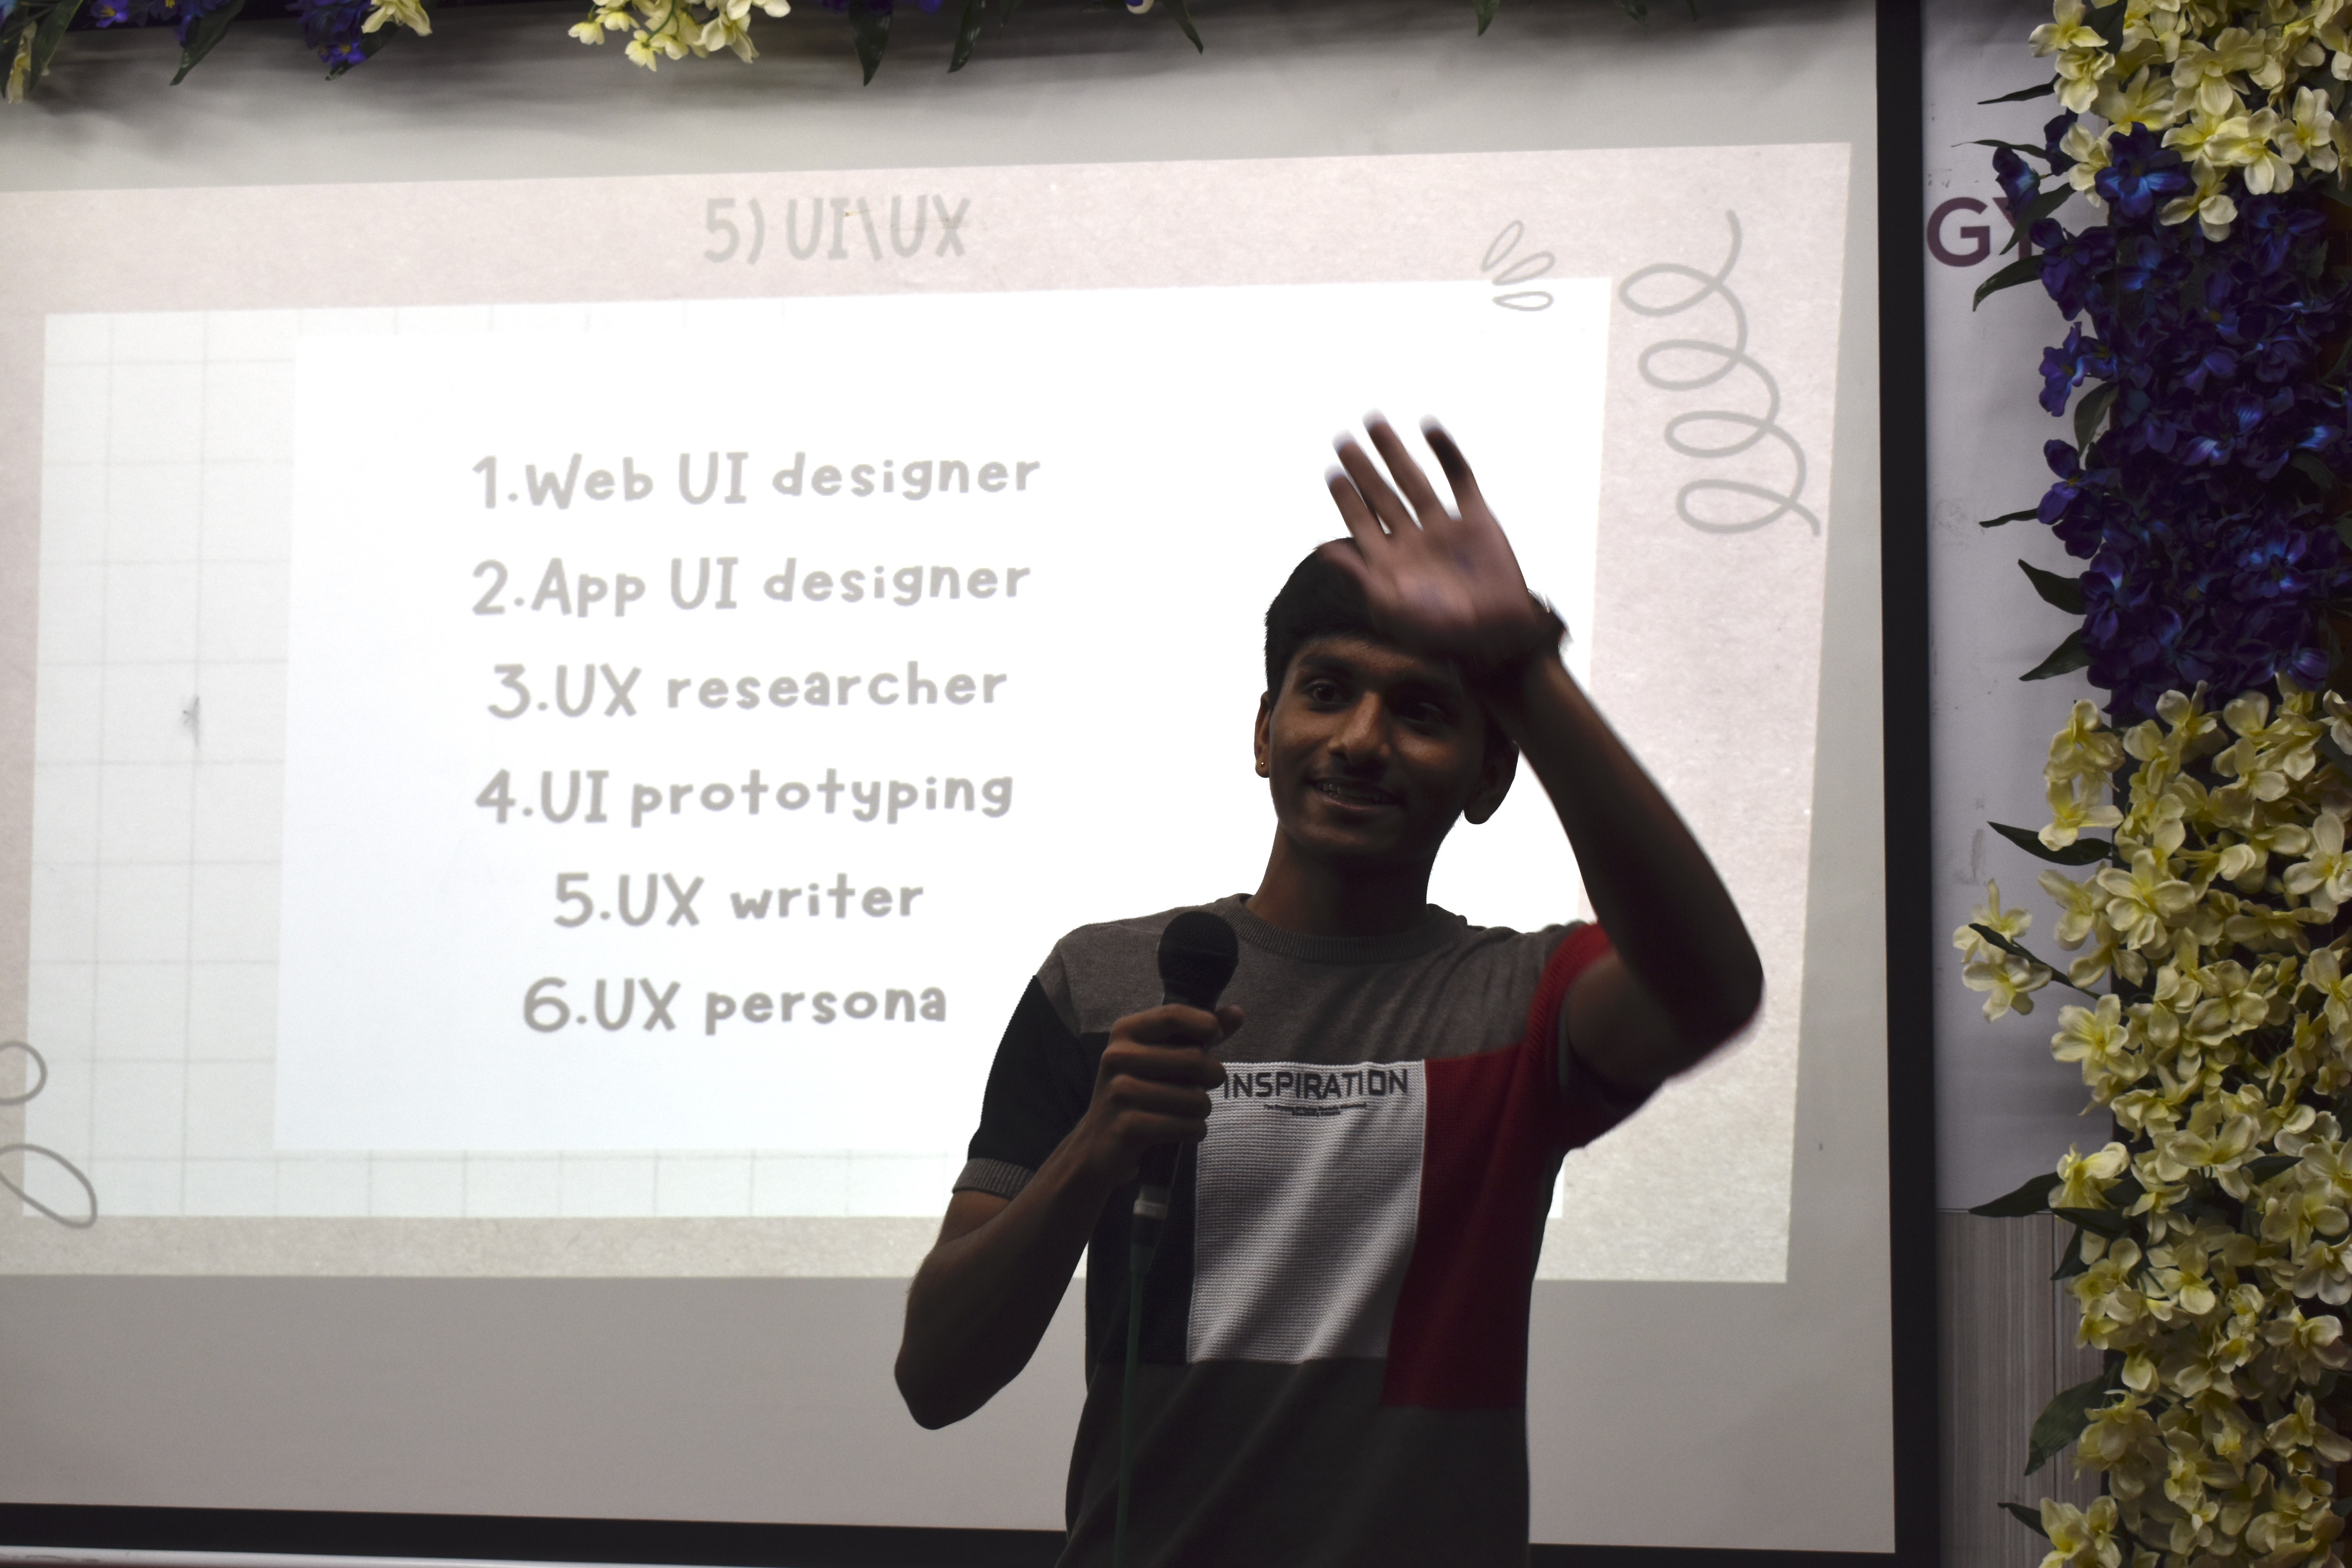 5) UI\UX
1.Web UI designer
2.App UI designer
3.UX researcher
4.UI prototyping
5.UX writer
6.UX persona
GY
INSPIRATION